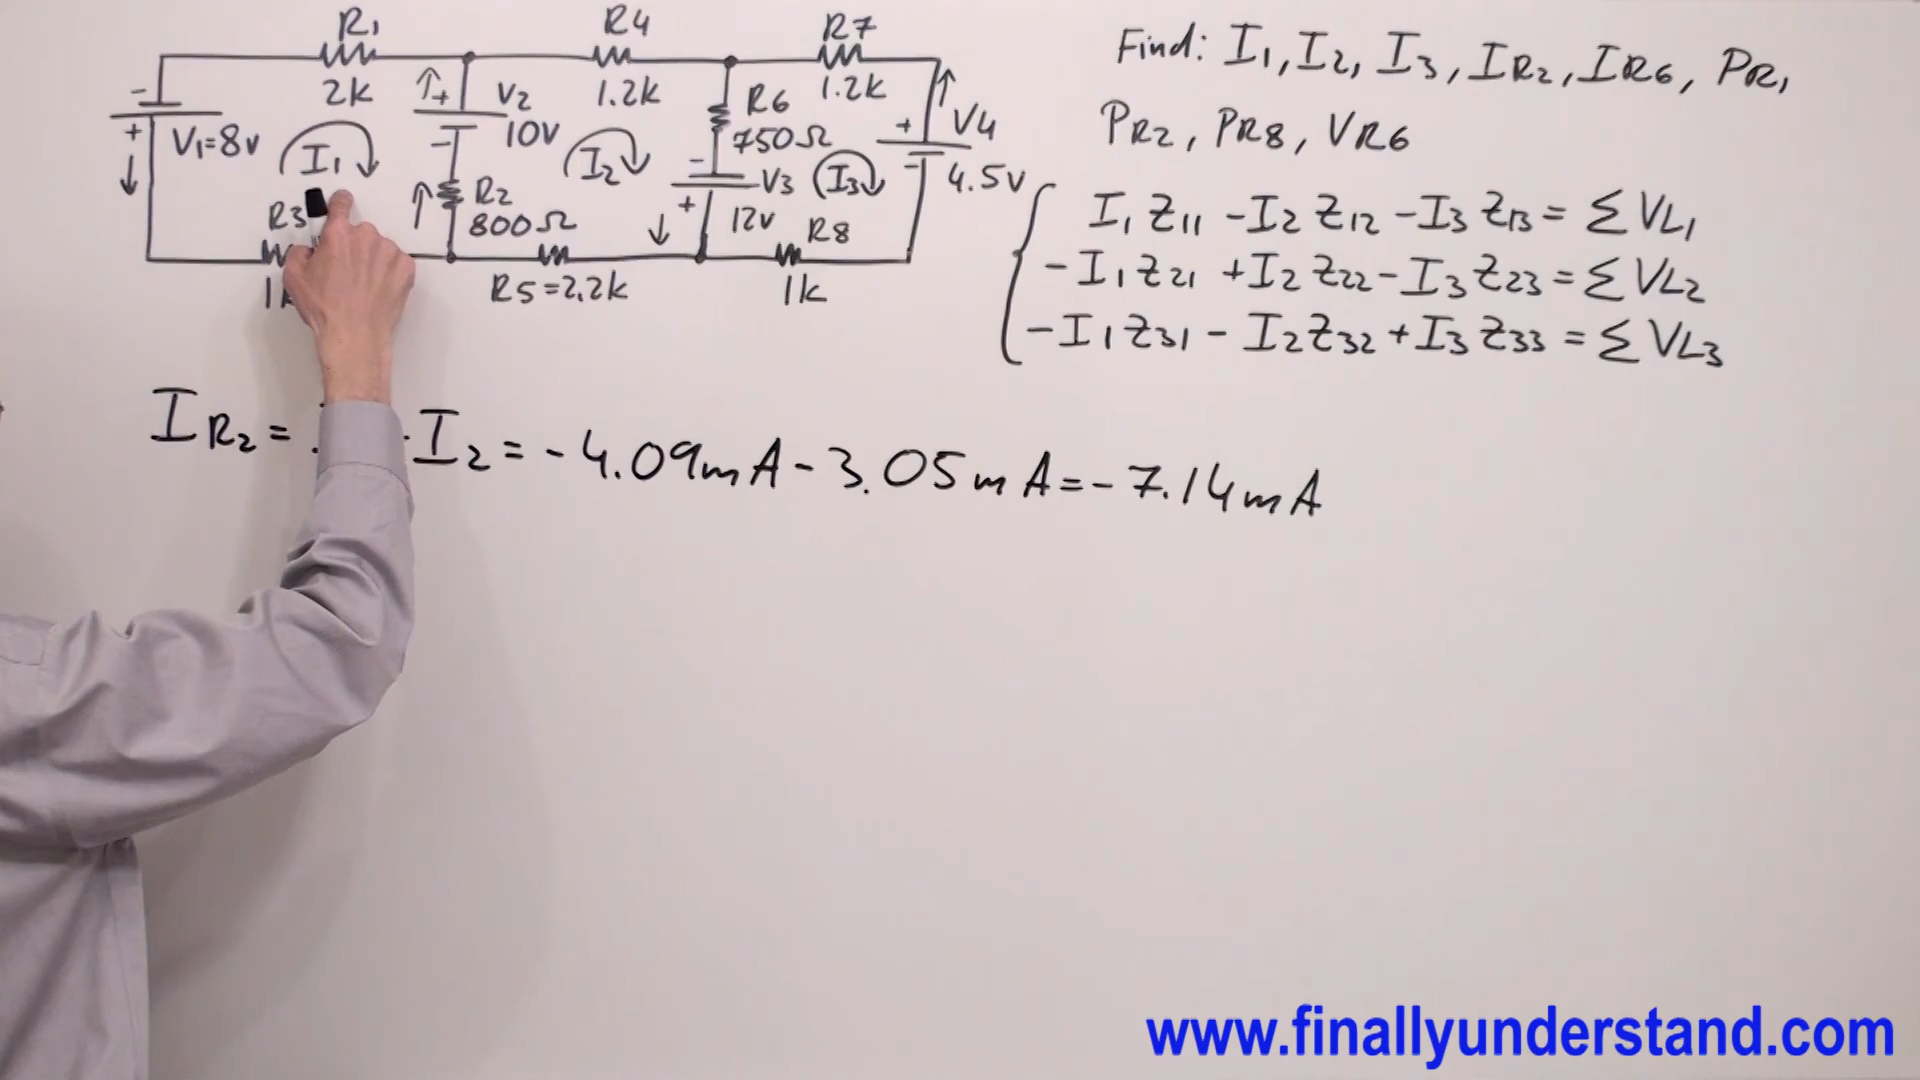 R1 R4 R7
2k 1.2k 1.2k
- + V2 10V
+ V1=8v
-
I1 I2 I3
R6 750Ω
- V3 + 12V
+ V4 - 4.5v
R2 800Ω
R3
R5=2.2k
R8
1k
Find: I1, I2, I3, IR2, IR6, PR1
PR2, PR8, VR6
I1 Z11 -I2 Z12 -I3 Z13 = Σ VL1
-I1 Z21 +I2 Z22 -I3 Z23 = Σ VL2
-I1 Z31 - I2 Z32 + I3 Z33 = Σ VL3
IR2 = I2 = -4.09mA - 3.05mA = -7.14mA
www.finallyunderstand.com